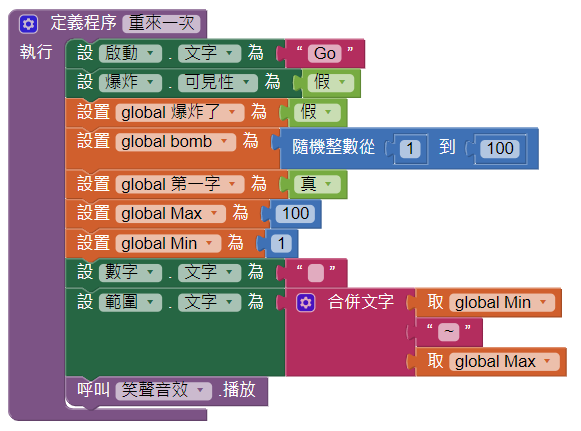 定義程序 重來一次
執行 設 啟動 . 文字 為 “ Go ”
設 爆炸 . 可見性 為 假
設置 global 爆炸了 為 假
設置 global bomb 為 隨機整數從 1 到 100
設置 global 第一字 為 真
設置 global Max 為 100
設置 global Min 為 1
設 數字 . 文字 為 “ ”
設 範圍 . 文字 為 合併文字 取 global Min
“ ~ ”
取 global Max
呼叫 笑聲音效 .播放